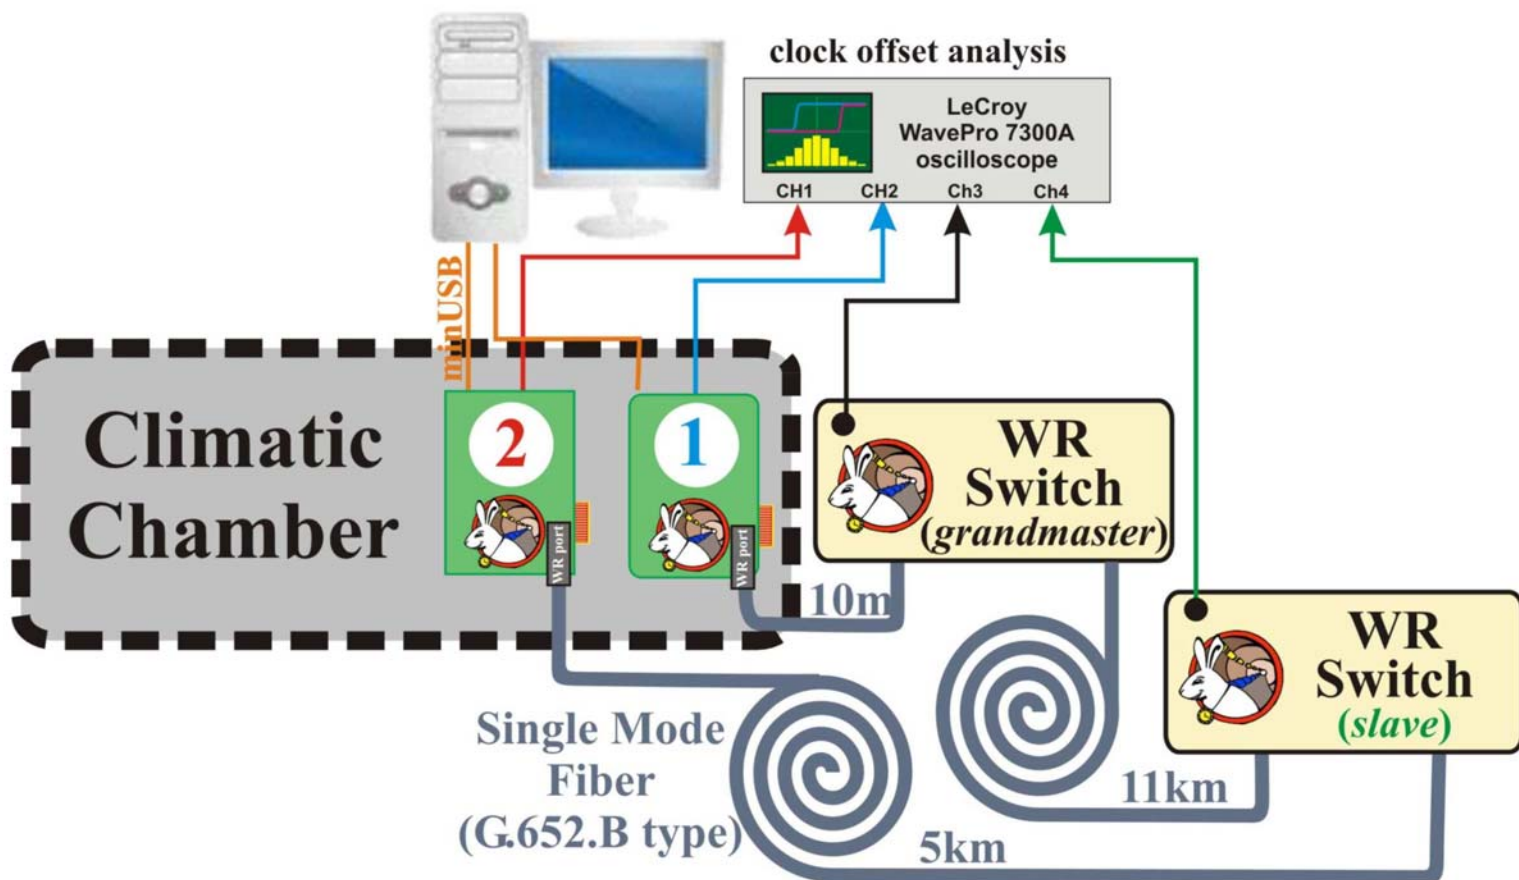 clock offset analysis
LeCroy
WavePro 7300A
oscilloscope
CH1 CH2 Ch3 Ch4
minUSB
Climatic
Chamber
2
1
WR port
WR port
WR
Switch
(grandmaster)
10m
WR
Switch
(slave)
Single Mode
Fiber
(G.652.B type)
11km
5km